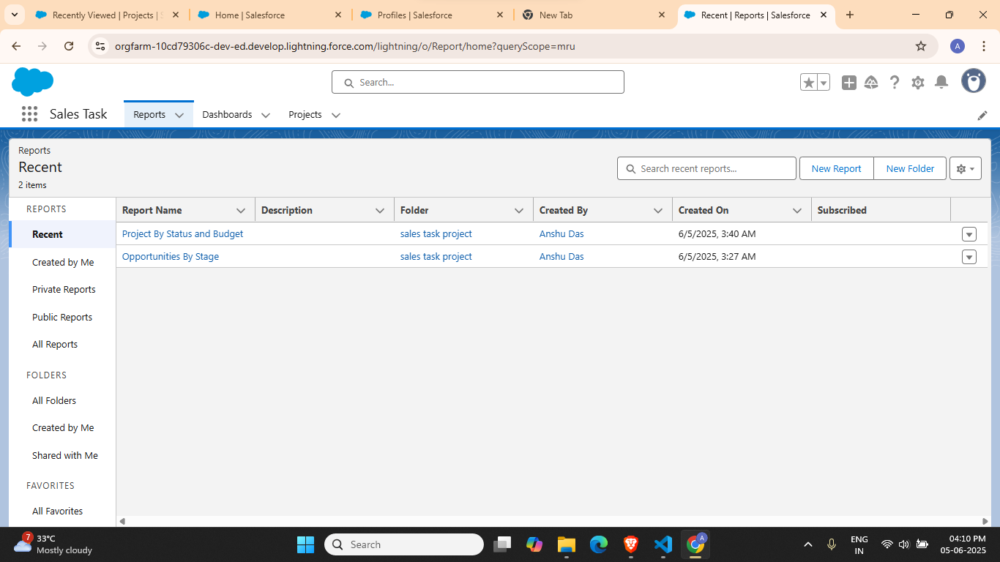 Recently Viewed | Projects | S
Home | Salesforce
Profiles | Salesforce
New Tab
Recent | Reports | Salesforce
orgfarm-10cd79306c-dev-ed.develop.lightning.force.com/lightning/o/Report/home?queryScope=mru
A
Search...
Sales Task
Reports
Dashboards
Projects
Reports
Recent
2 items
Search recent reports...
New Report
New Folder
REPORTS
Recent
Created by Me
Private Reports
Public Reports
All Reports
FOLDERS
All Folders
Created by Me
Shared with Me
FAVORITES
All Favorites
Report Name Description Folder Created By Created On Subscribed
Project By Status and Budget sales task project Anshu Das 6/5/2025, 3:40 AM
Opportunities By Stage sales task project Anshu Das 6/5/2025, 3:27 AM
7
33°C
Mostly cloudy
Search
A
ENG
IN
04:10 PM
05-06-2025